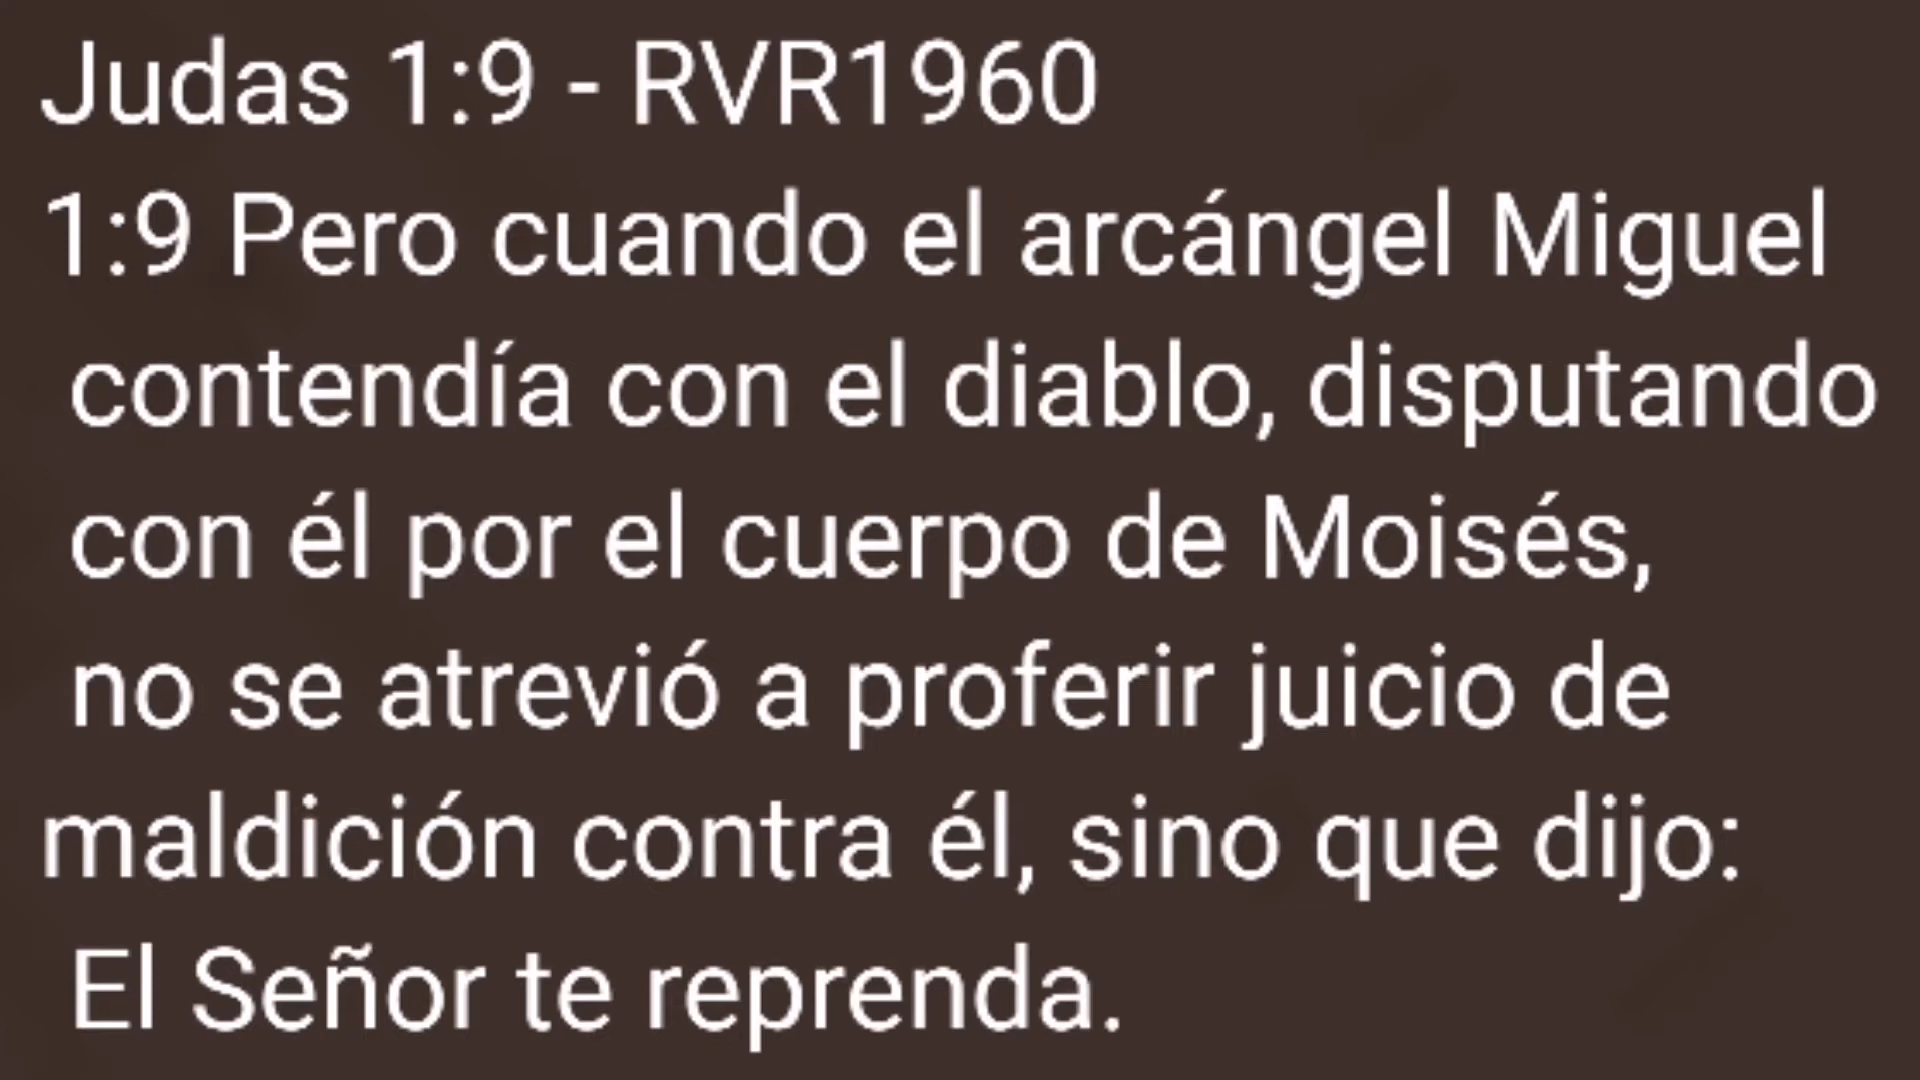 Judas 1:9 - RVR1960
1:9 Pero cuando el arcángel Miguel
contendía con el diablo, disputando
con él por el cuerpo de Moisés,
no se atrevió a proferir juicio de
maldición contra él, sino que dijo:
El Señor te reprenda.